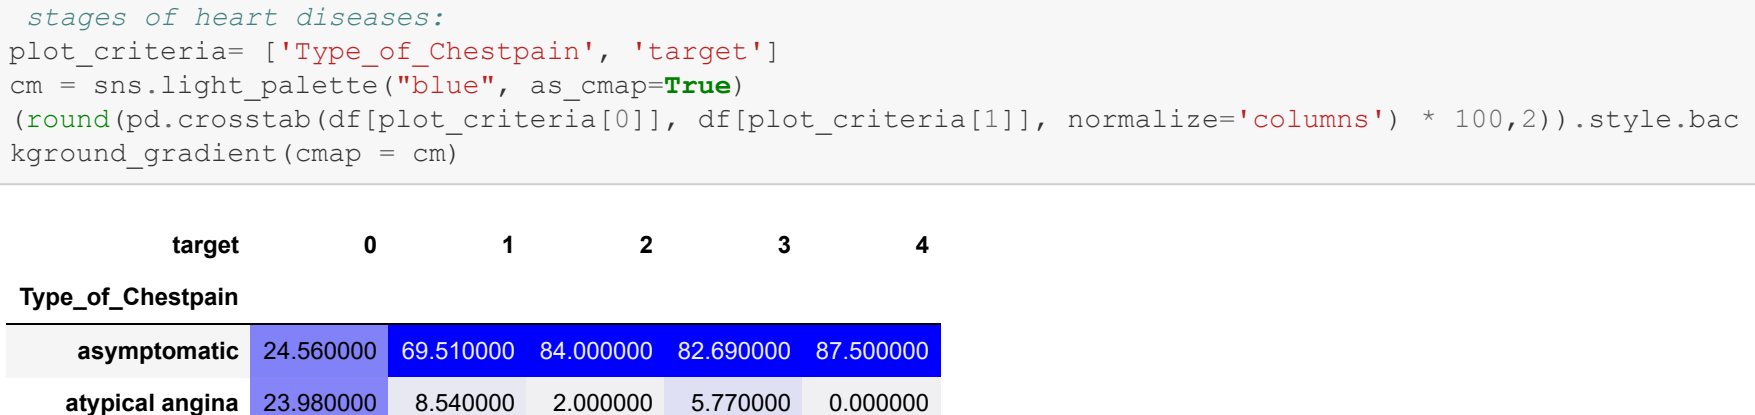 stages of heart diseases:
plot_criteria= ['Type_of_Chestpain', 'target']
cm = sns.light_palette("blue", as_cmap=True)
(round(pd.crosstab(df[plot_criteria[0]], df[plot_criteria[1]], normalize='columns') * 100,2)).style.bac
kground_gradient(cmap = cm)
target 0 1 2 3 4
Type_of_Chestpain
asymptomatic 24.560000 69.510000 84.000000 82.690000 87.500000
atypical angina 23.980000 8.540000 2.000000 5.770000 0.000000